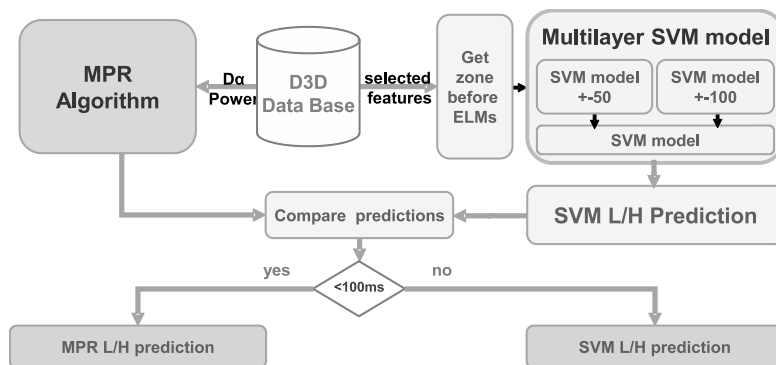 MPR
Algorithm
Dα
Power
D3D
Data Base
selected
features
Get
zone
before
ELMs
Multilayer SVM model
SVM model
+-50
SVM model
+-100
SVM model
SVM L/H Prediction
Compare predictions
yes
<100ms
no
MPR L/H prediction
SVM L/H prediction